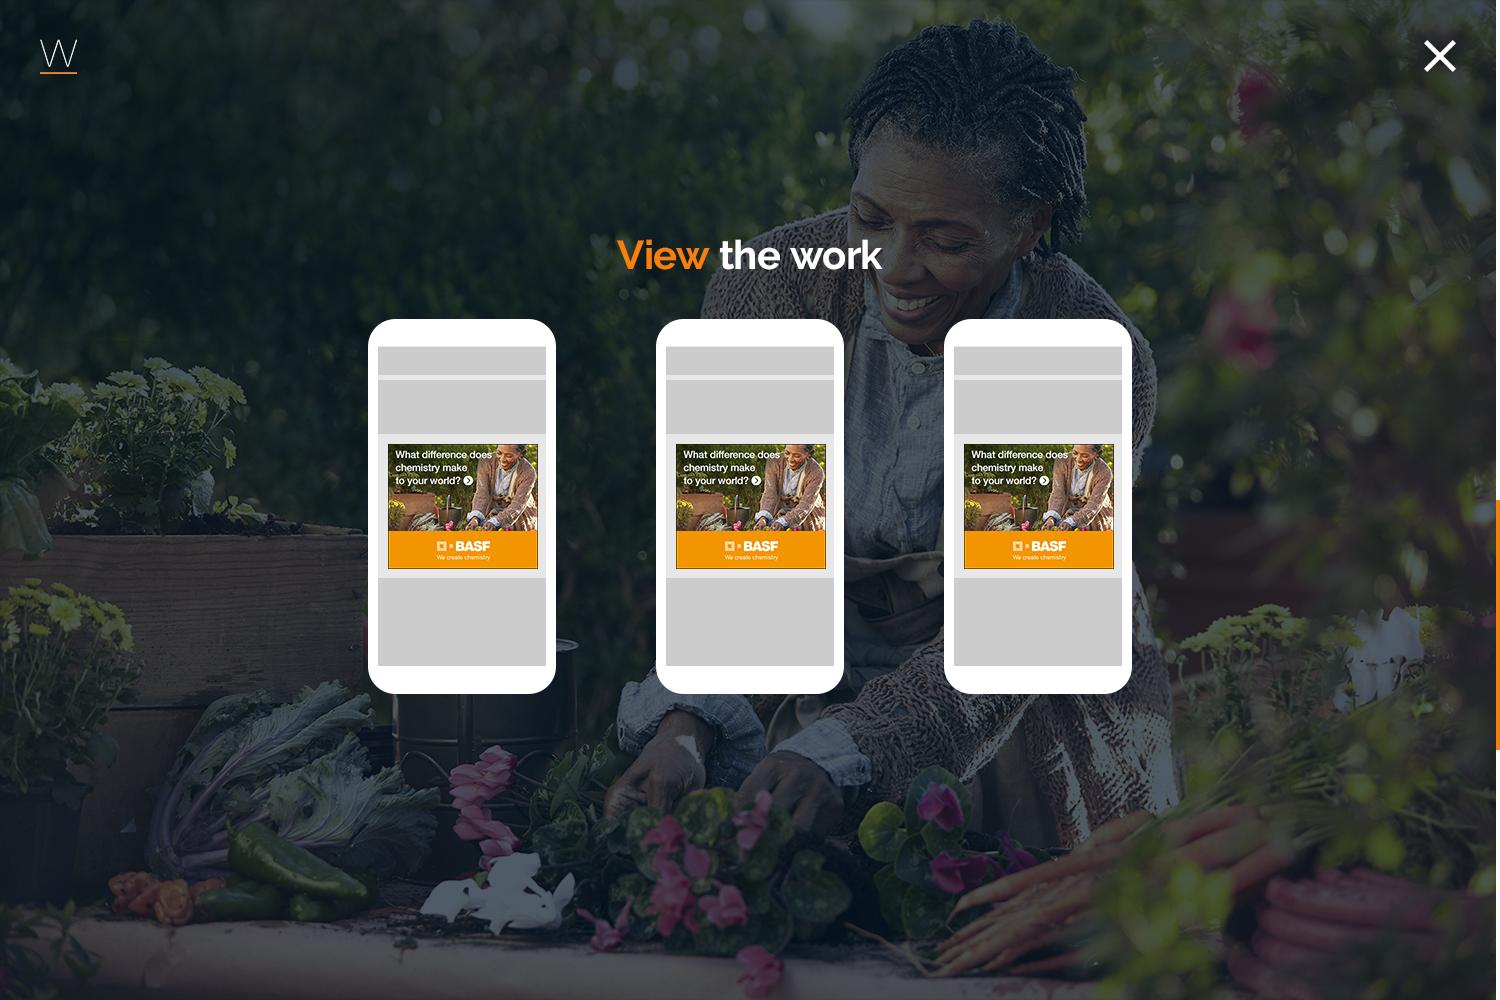 W
View the work
What difference does
chemistry make
to your world?
BASF
We create chemistry
What difference does
chemistry make
to your world?
BASF
We create chemistry
What difference does
chemistry make
to your world?
BASF
We create chemistry